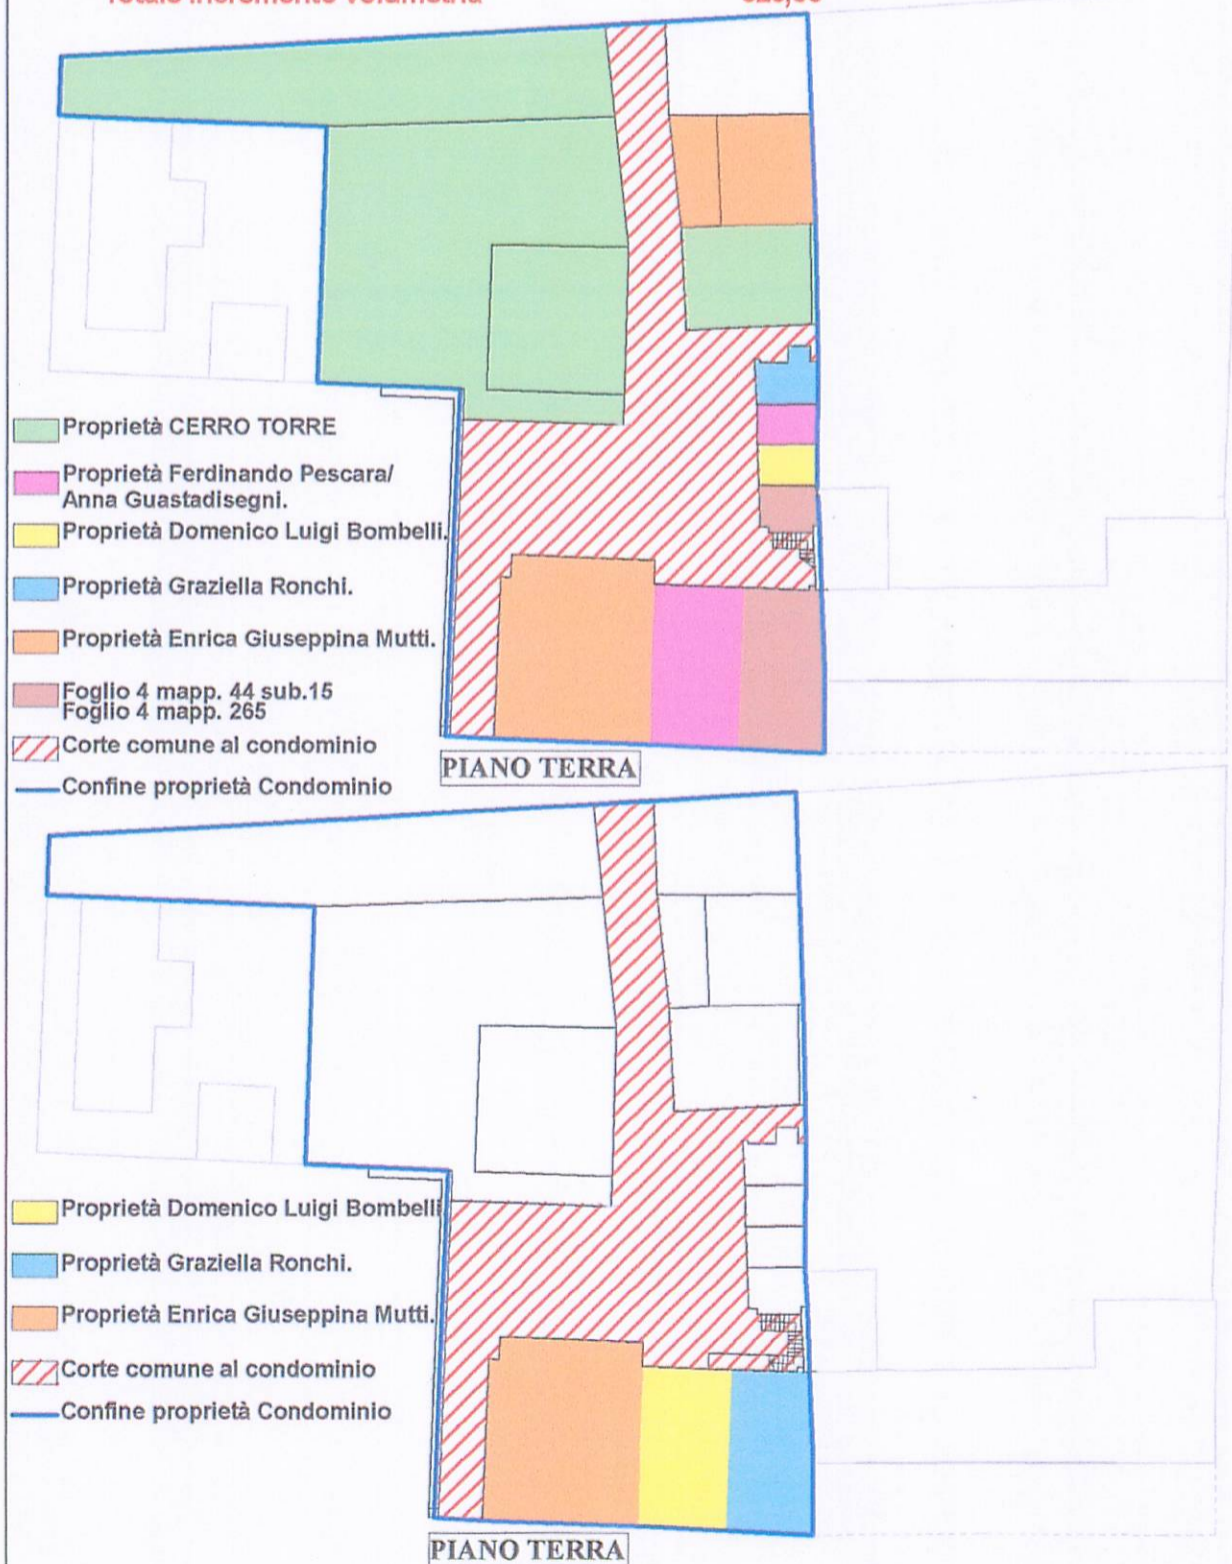 Totale incremento volumetria
Proprietà CERRO TORRE
Proprietà Ferdinando Pescara/
Anna Guastadisegni.
Proprietà Domenico Luigi Bombelli.
Proprietà Graziella Ronchi.
Proprietà Enrica Giuseppina Mutti.
Foglio 4 mapp. 44 sub.15
Foglio 4 mapp. 265
Corte comune al condominio
Confine proprietà Condominio
PIANO TERRA
Proprietà Domenico Luigi Bombelli
Proprietà Graziella Ronchi.
Proprietà Enrica Giuseppina Mutti.
Corte comune al condominio
Confine proprietà Condominio
PIANO TERRA